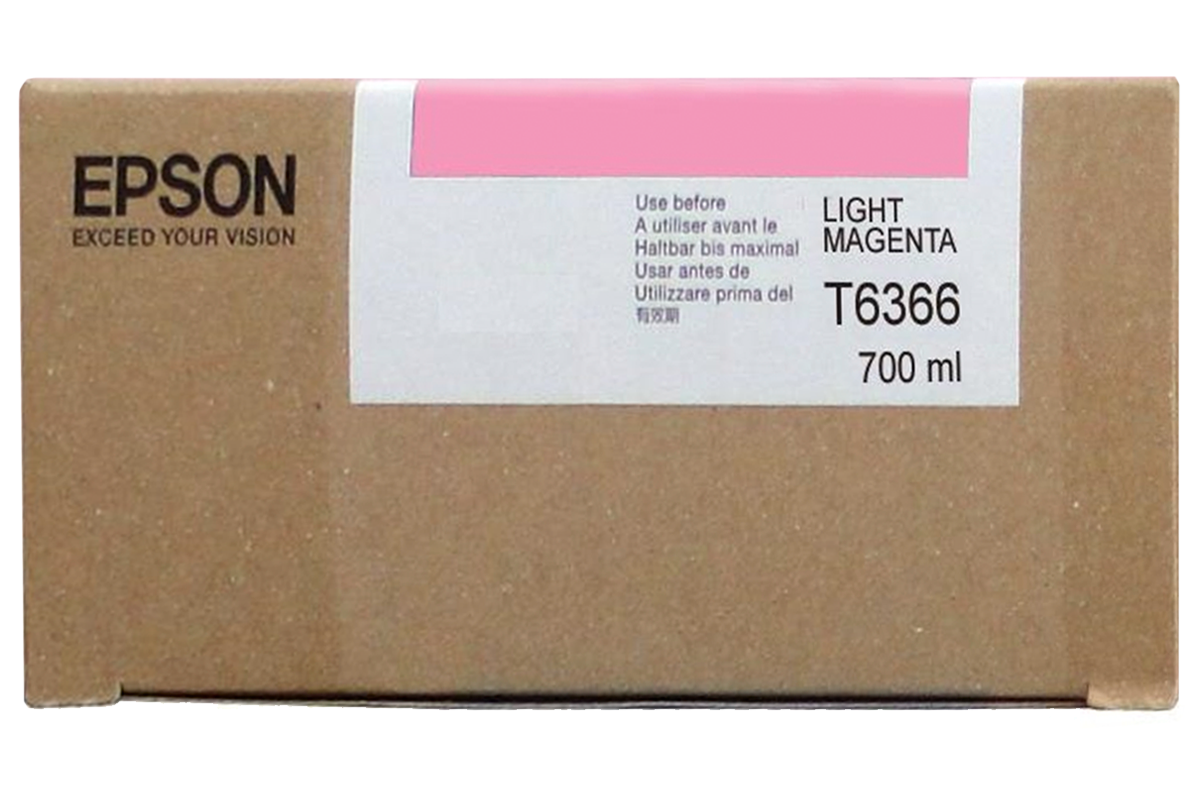 EPSON
EXCEED YOUR VISION
Use before
A utiliser avant le
Haltbar bis maximal
Usar antes de
Utilizzare prima del
有效期
LIGHT
MAGENTA
T6366
700 ml